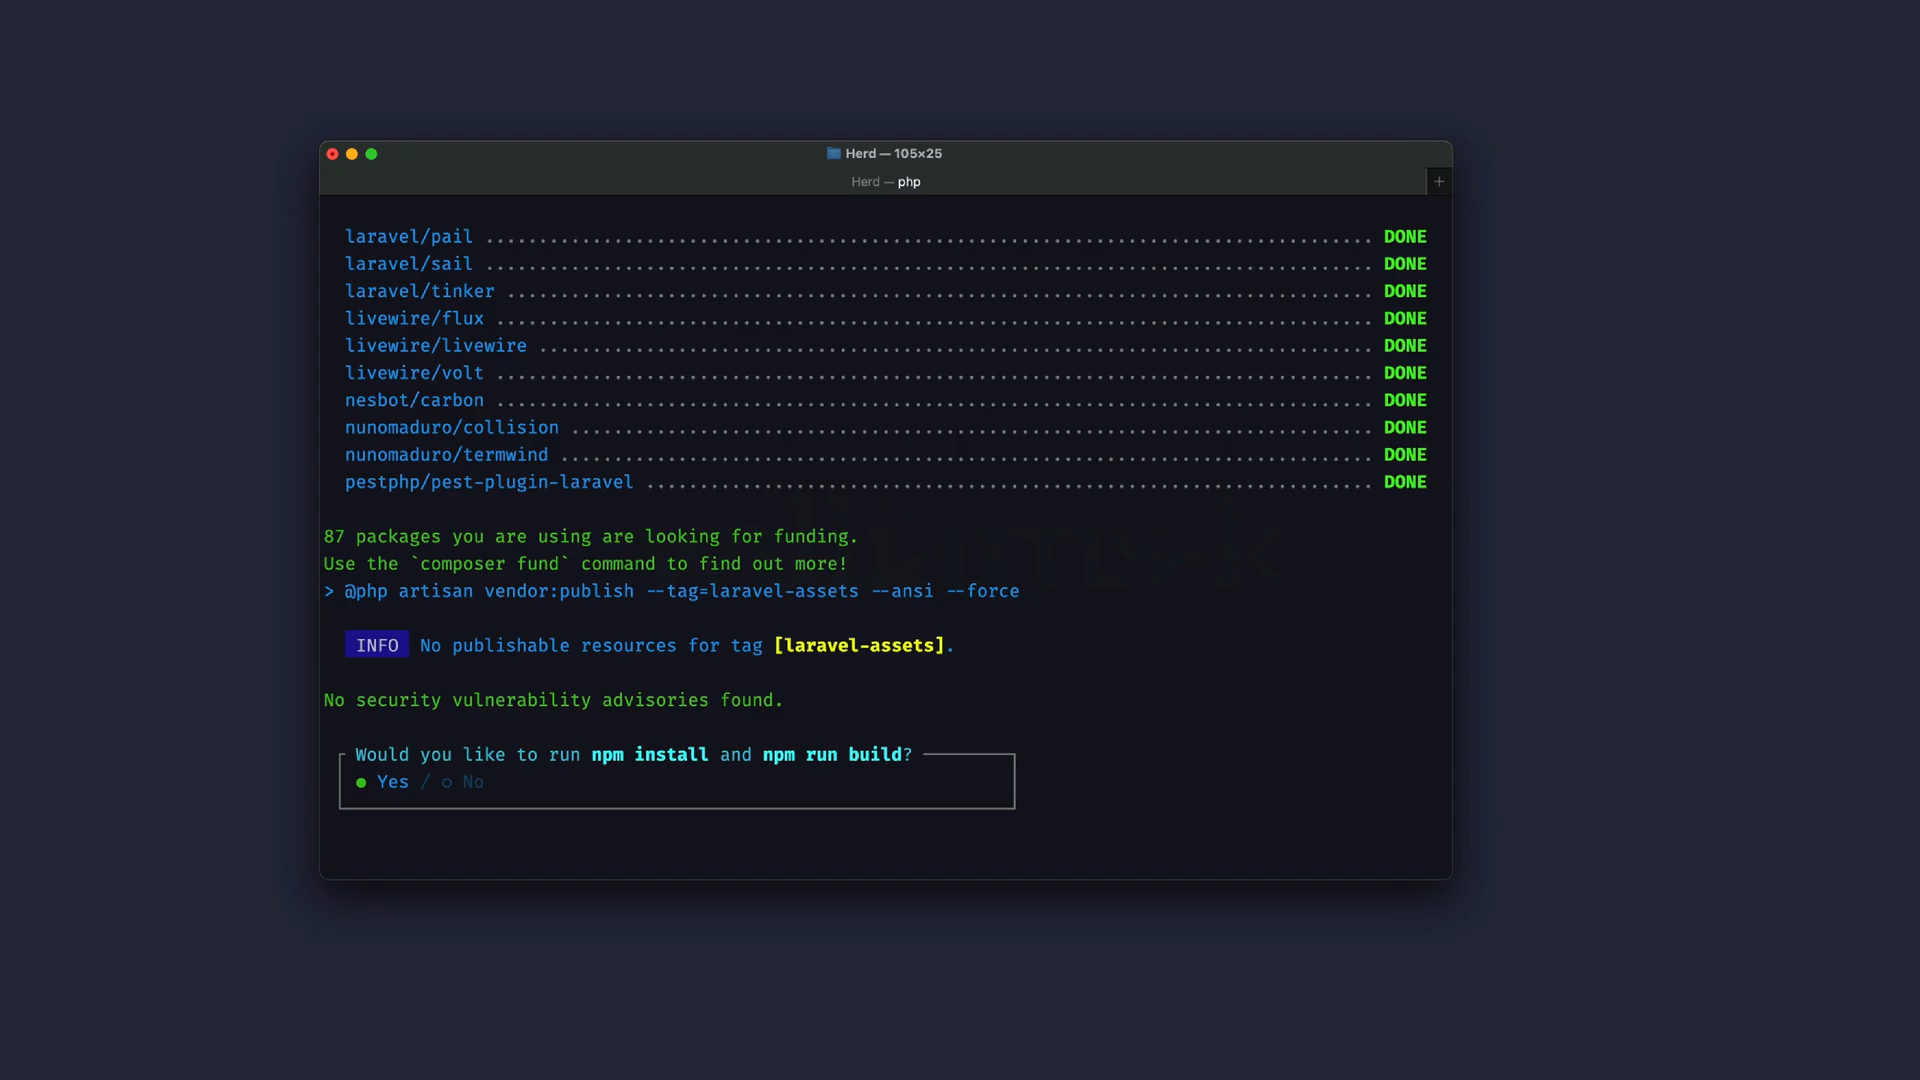 Herd — 105×25
Herd — php
+
laravel/pail ................................................................................... DONE
laravel/sail ................................................................................... DONE
laravel/tinker ................................................................................. DONE
livewire/flux .................................................................................. DONE
livewire/livewire .............................................................................. DONE
livewire/volt .................................................................................. DONE
nesbot/carbon .................................................................................. DONE
nunomaduro/collision ........................................................................... DONE
nunomaduro/termwind ............................................................................ DONE
pestphp/pest-plugin-laravel .................................................................... DONE
87 packages you are using are looking for funding.
Use the `composer fund` command to find out more!
> @php artisan vendor:publish --tag=laravel-assets --ansi --force
INFO No publishable resources for tag [laravel-assets].
No security vulnerability advisories found.
Would you like to run npm install and npm run build?
● Yes / ○ No